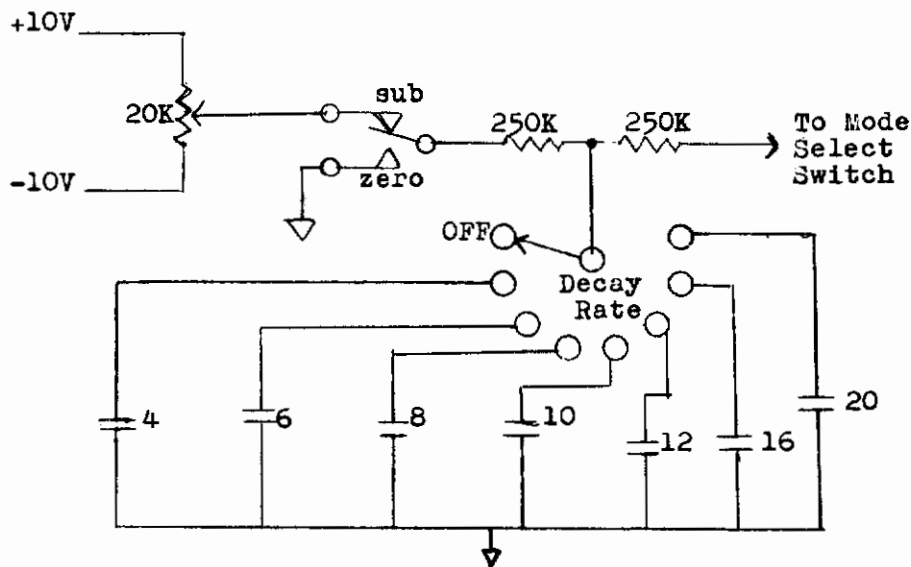 +10V
20K
-10V
sub
zero
250K
250K
To Mode
Select
Switch
OFF
Decay
Rate
4
6
8
10
12
16
20